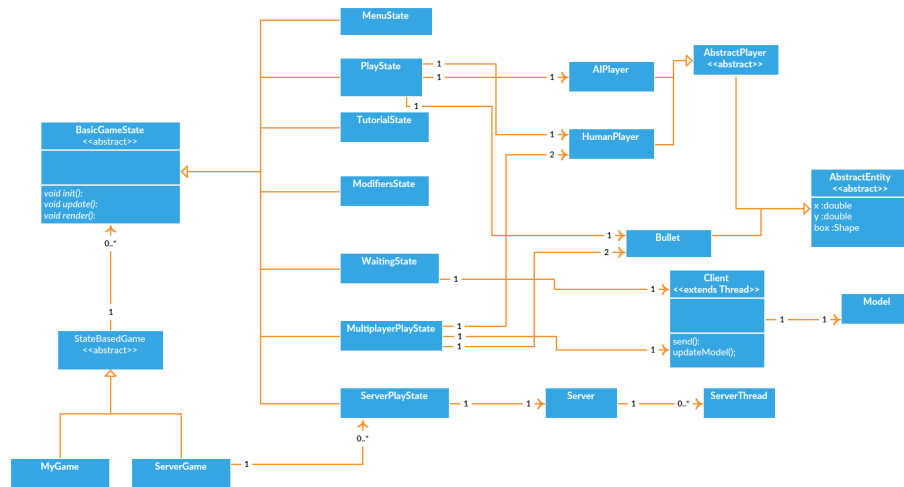 MenuState
PlayState
1
1
1
1
AIPlayer
AbstractPlayer
<<abstract>>
TutorialState
1
2
HumanPlayer
BasicGameState
<<abstract>>
void init():
void update():
void render():
ModifiersState
AbstractEntity
<<abstract>>
x :double
y :double
box :Shape
0..*
1
2
Bullet
WaitingState
1
1
Client
<<extends Thread>>
send():
updateModel();
1
1
Model
1
StateBasedGame
<<abstract>>
MultiplayerPlayState
1
1
1
1
ServerPlayState
1
1
Server
1
0..*
ServerThread
0..*
MyGame
ServerGame
1